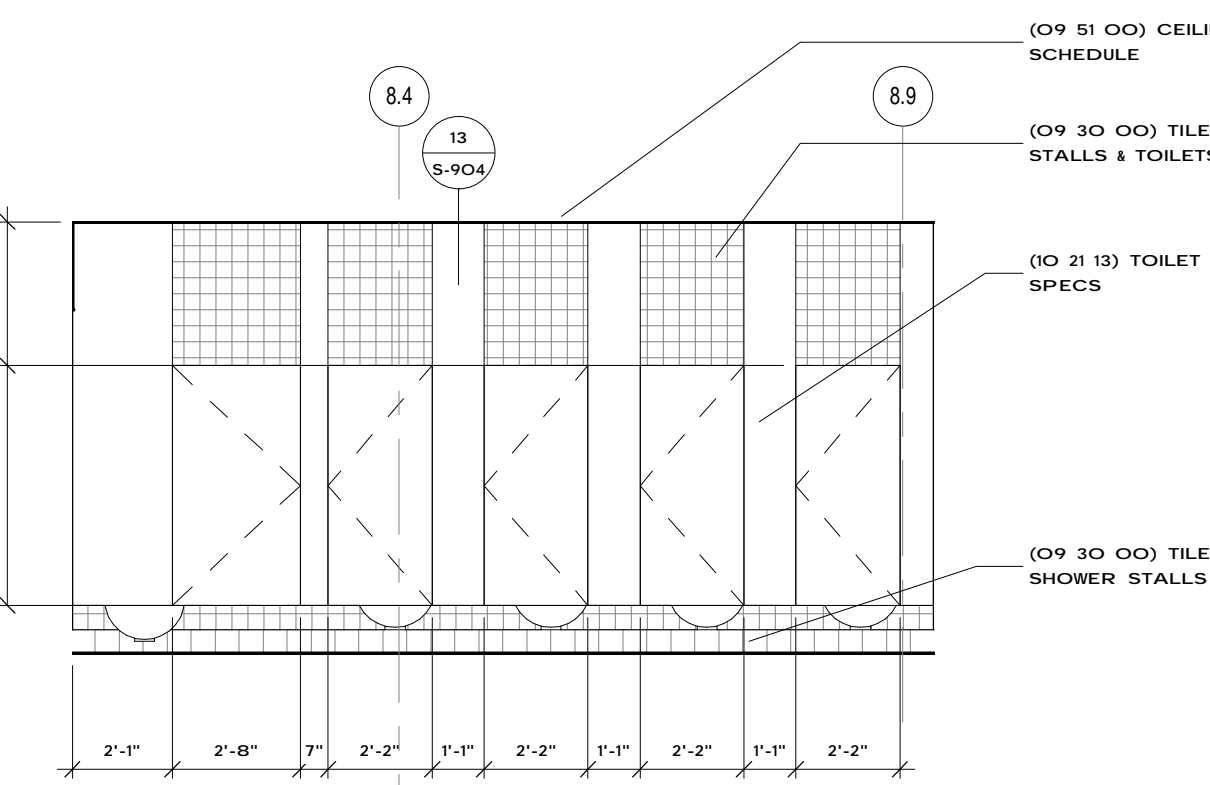 (09 51 00)
SCHEDULE
8.4
8.9
13
S-904
(09 30 00) TILE
STALLS & TOILETS
(10 21 13) TOILET
SPECS
(09 30 00) TILE
SHOWER STALLS
2'-1" 2'-8" 7" 2'-2" 1'-1" 2'-2" 1'-1" 2'-2" 1'-1" 2'-2"